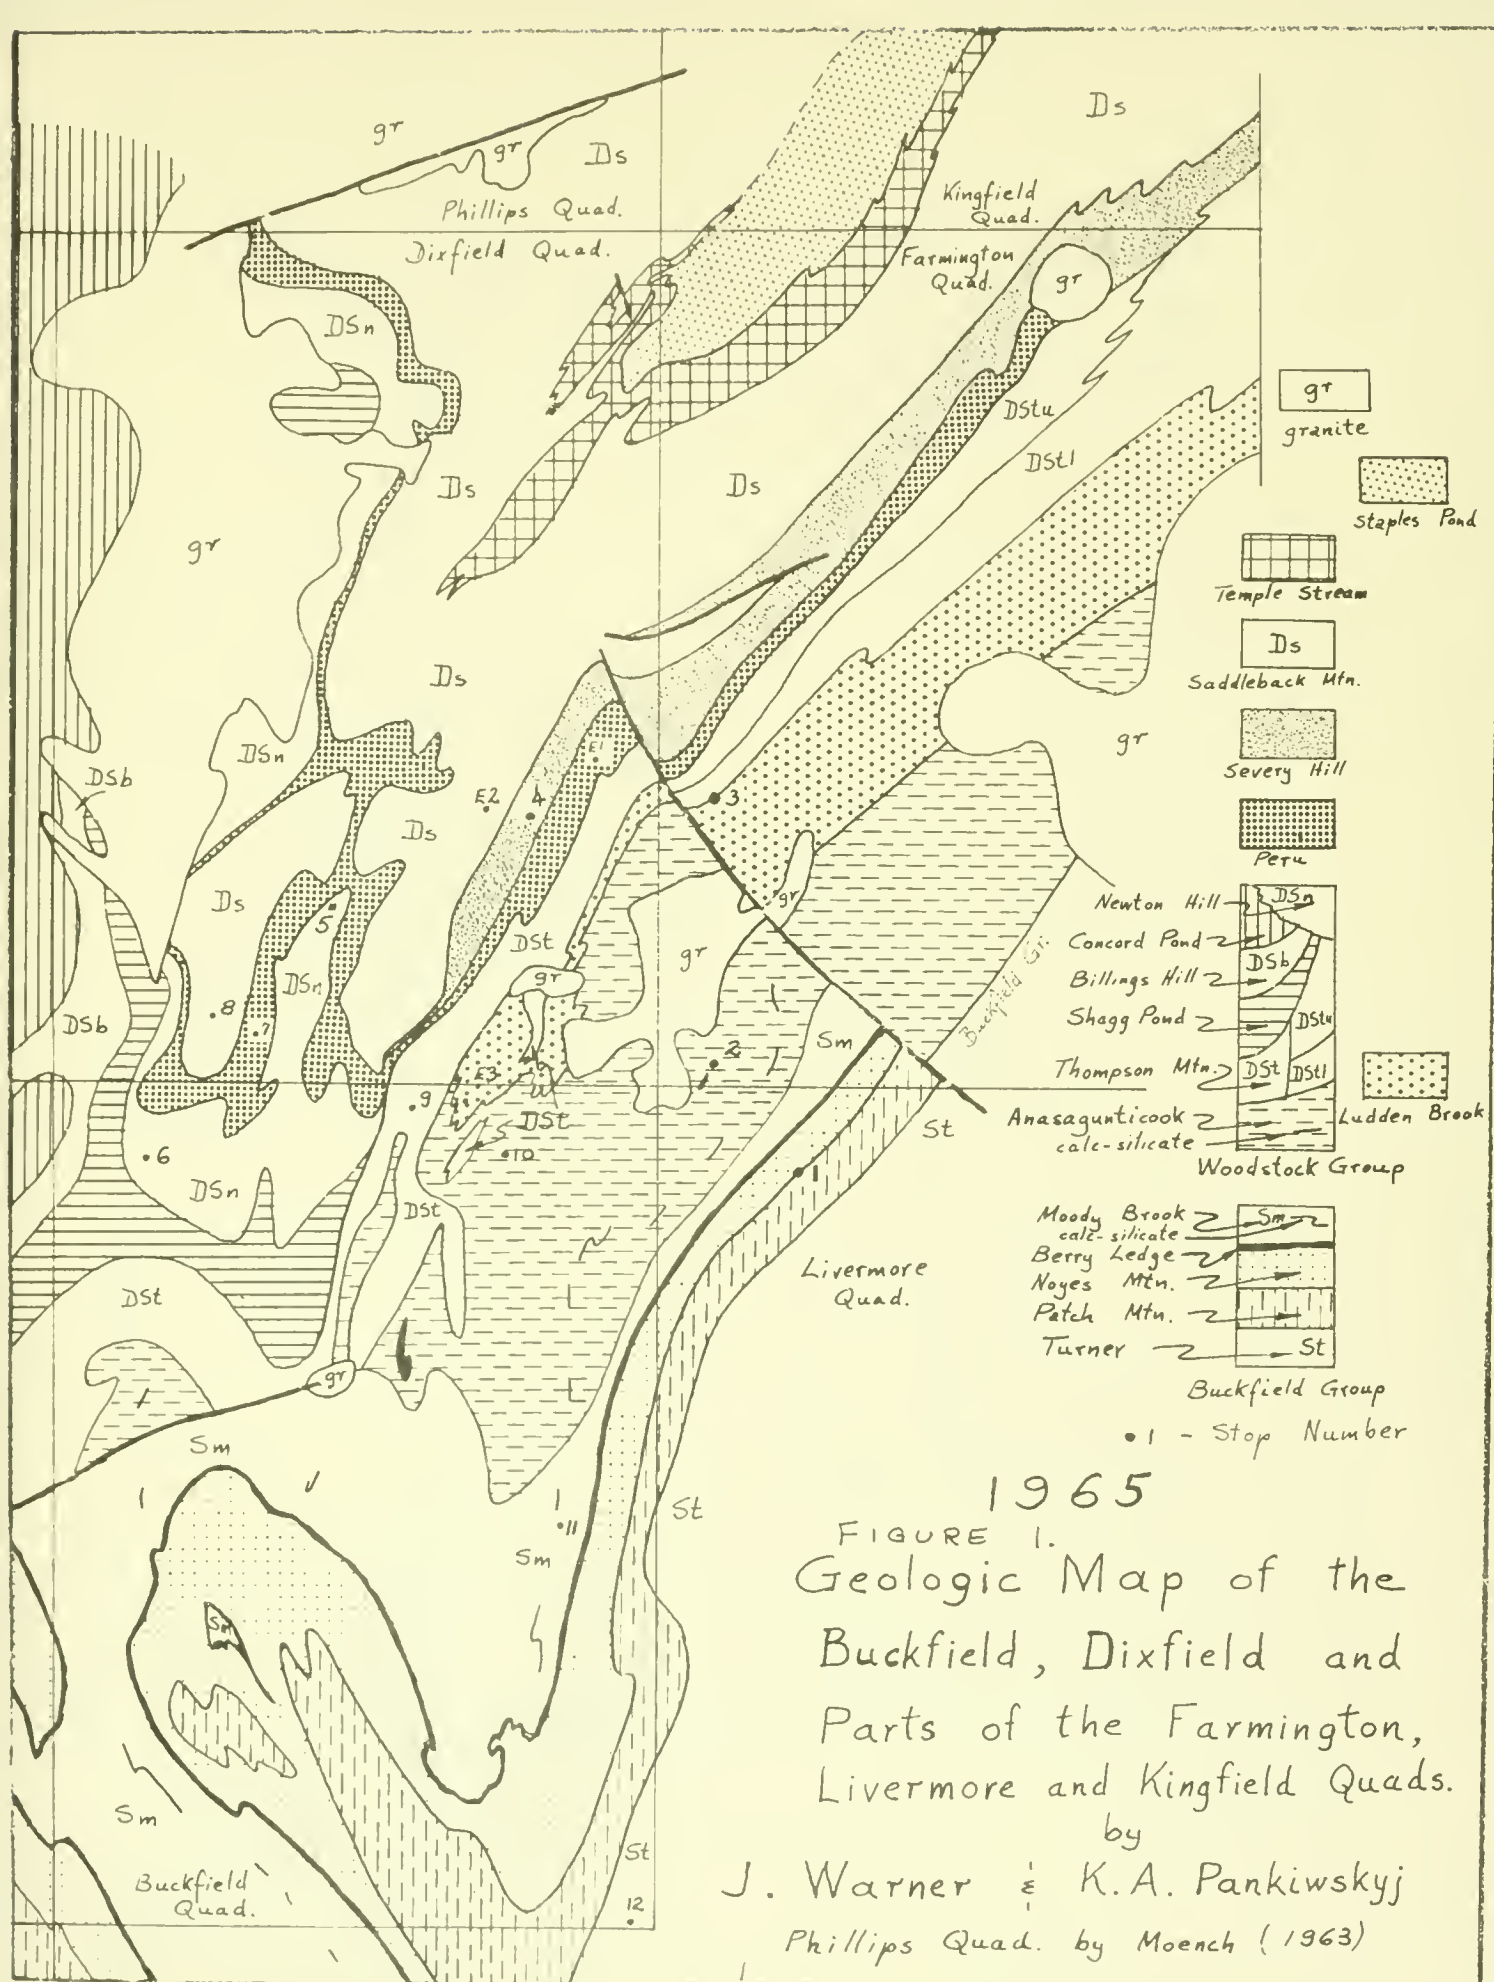 Ds
gr
gr
Ds
Phillips Quad.
Dixfield Quad.
Kingfield
Quad.
Farmington
Quad.
gr
DSn
DStu
DStl
Ds
Ds
gr
gr
granite
Staples Pond
Temple Stream
Ds
Saddleback Mtn.
Severy Hill
Peru
Ds
DSn
DSb
E1
E2
4
3
gr
Ds
Ds
5
DSt
gr
gr
gr
DSn
8
7
DSb
Buckfield Gr.
Sm
2
E3
9
DSt
10
St
1
6
DSn
DSt
DSt
Livermore
Quad.
gr
Newton Hill
DSn
Concord Pond
DSb
Billings Hill
Shagg Pond
DStu
Thompson Mtn.
DSt
DStl
Ludden Brook
Anasagunticook
calc-silicate
Woodstock Group
Moody Brook
Sm
calc-silicate
Berry Ledge
Noyes Mtn.
Patch Mtn.
Turner
St
Buckfield Group
•1 - Stop Number
Sm
St
11
Sm
Sm
Sm
St
12
Buckfield
Quad.
1965
FIGURE 1.
Geologic Map of the
Buckfield, Dixfield and
Parts of the Farmington,
Livermore and Kingfield Quads.
by
J. Warner & K.A. Pankiwskyj
Phillips Quad. by Moench (1963)